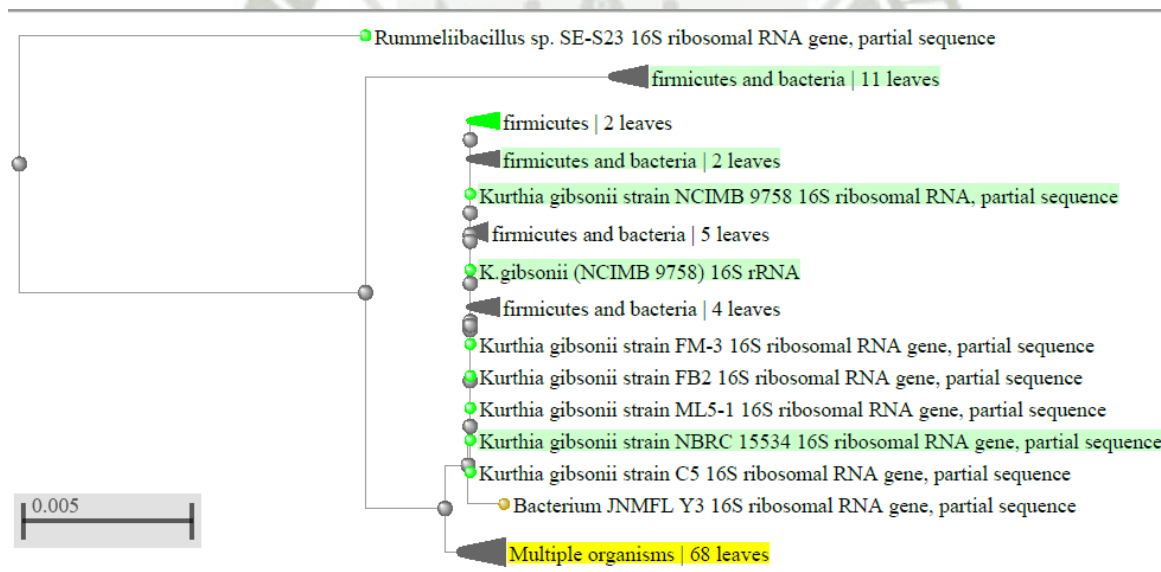 Rummeliibacillus sp. SE-S23 16S ribosomal RNA gene, partial sequence
firmicutes and bacteria | 11 leaves
firmicutes | 2 leaves
firmicutes and bacteria | 2 leaves
Kurthia gibsonii strain NCIMB 9758 16S ribosomal RNA, partial sequence
firmicutes and bacteria | 5 leaves
K.gibsonii (NCIMB 9758) 16S rRNA
firmicutes and bacteria | 4 leaves
Kurthia gibsonii strain FM-3 16S ribosomal RNA gene, partial sequence
Kurthia gibsonii strain FB2 16S ribosomal RNA gene, partial sequence
Kurthia gibsonii strain ML5-1 16S ribosomal RNA gene, partial sequence
Kurthia gibsonii strain NBRC 15534 16S ribosomal RNA gene, partial sequence
Kurthia gibsonii strain C5 16S ribosomal RNA gene, partial sequence
Bacterium JNMFL Y3 16S ribosomal RNA gene, partial sequence
0.005
Multiple organisms | 68 leaves